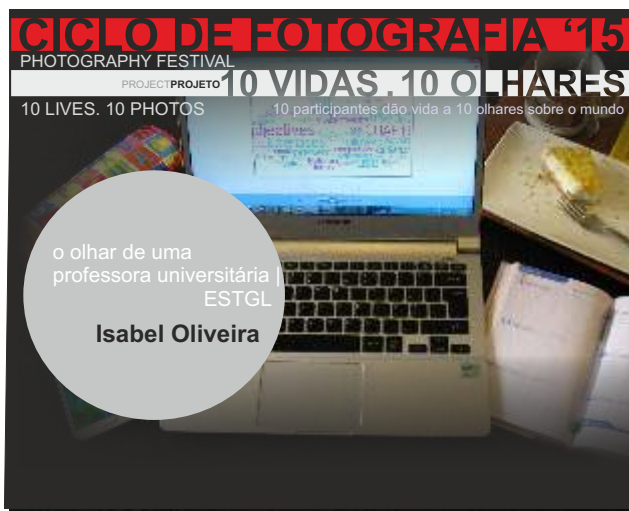 CICLO DE FOTOGRAFIA ‘15
PHOTOGRAPHY FESTIVAL
PROJECTPROJETO 10 VIDAS . 10 OLHARES
10 LIVES. 10 PHOTOS
10 participantes dão vida a 10 olhares sobre o mundo
o olhar de uma
professora universitária |
ESTGL
Isabel Oliveira